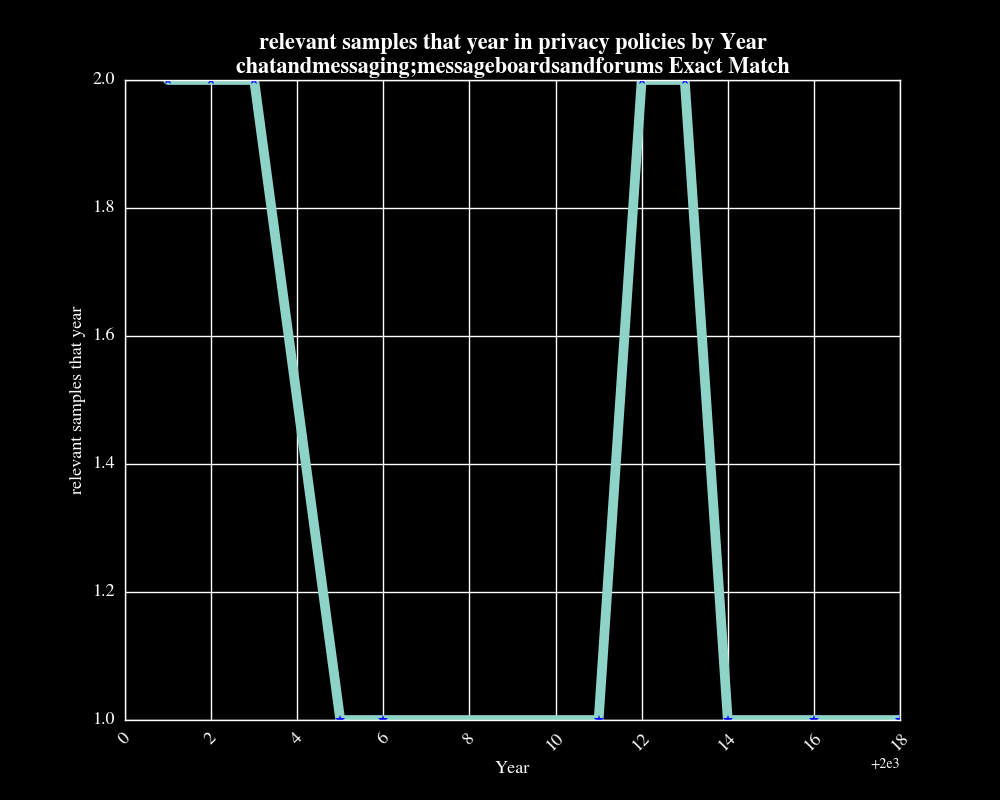 relevant samples that year in privacy policies by Year
chatandmessaging;messageboardsandforums Exact Match
2.0
1.8
1.6
1.4
1.2
1.0
relevant samples that year
0 2 4 6 8 10 12 14 16 18
Year
+2e3